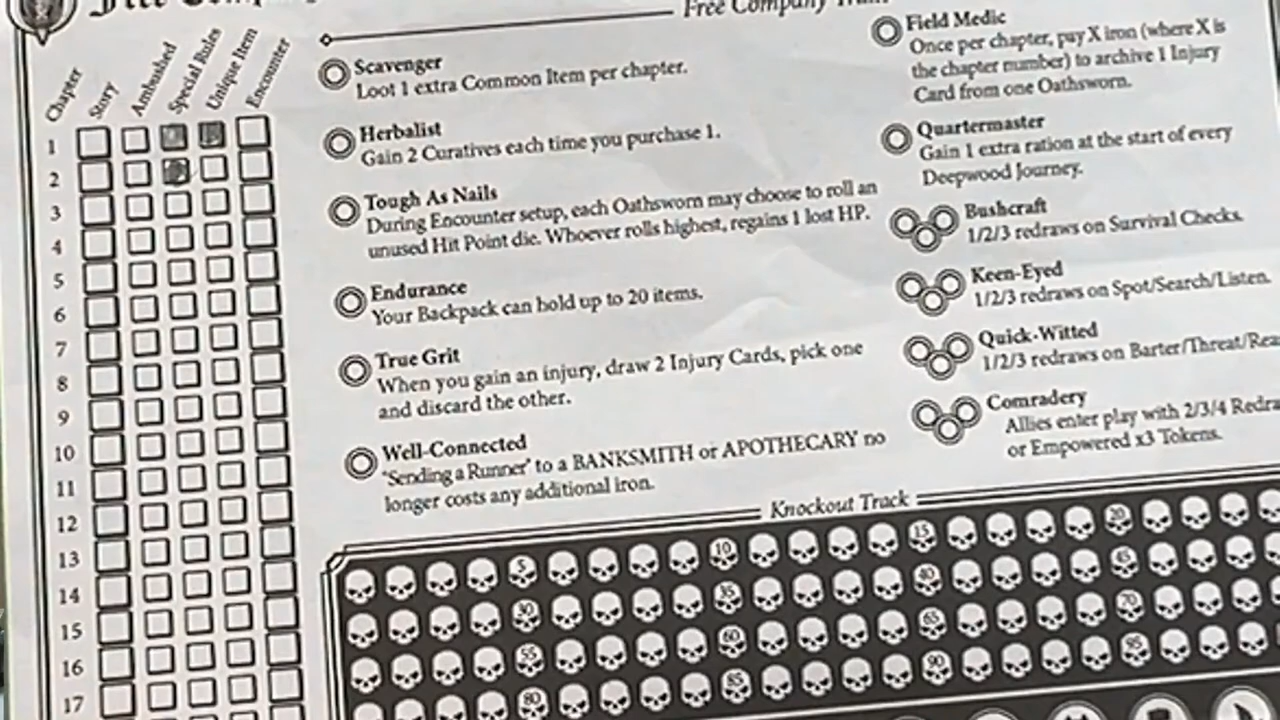 Free Company
Chapter
Story
Ambushed
Special Rules
Unique Item
Encounter
1
2
3
4
5
6
7
8
9
10
11
12
13
14
15
16
17
Free Company
Scavenger
Loot 1 extra Common Item per chapter.
Herbalist
Gain 2 Curatives each time you purchase 1.
Tough As Nails
During Encounter setup, each Oathsworn may choose to roll an
unused Hit Point die. Whoever rolls highest, regains 1 lost HP.
Endurance
Your Backpack can hold up to 20 items.
True Grit
When you gain an injury, draw 2 Injury Cards, pick one
and discard the other.
Well-Connected
"Sending a Runner" to a BANKSMITH or APOTHECARY no
longer costs any additional iron.
Field Medic
Once per chapter, pay X iron (where X is
the chapter number) to archive 1 Injury
Card from one Oathsworn.
Quartermaster
Gain 1 extra ration at the start of every
Deepwood Journey.
Bushcraft
1/2/3 redraws on Survival Checks.
Keen-Eyed
1/2/3 redraws on Spot/Search/Listen.
Quick-Witted
1/2/3 redraws on Barter/Threat/Rea
Comradery
Allies enter play with 2/3/4 Redra
or Empowered x3 Tokens.
Knockout Track
5 10 15 20
30 35 40 45
55 60 65 70
80 85 90 95